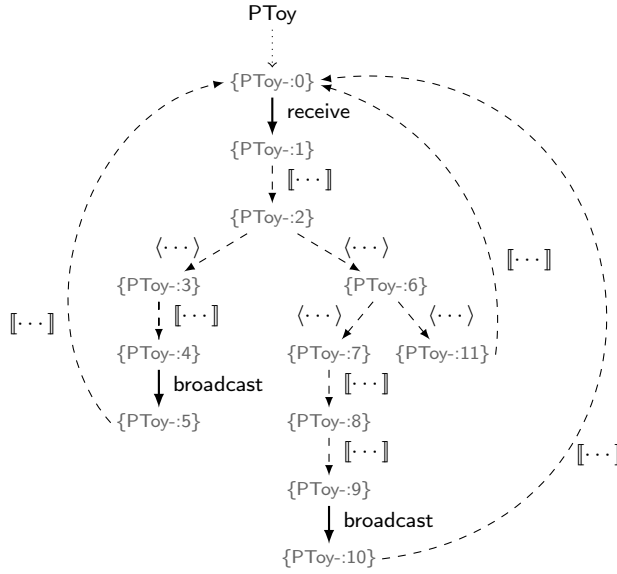 PToy
{PToy-:0}
receive
{PToy-:1}
⟦· · ·⟧
{PToy-:2}
⟨· · ·⟩ ⟨· · ·⟩
⟦· · ·⟧
{PToy-:3} {PToy-:6}
⟦· · ·⟧ ⟦· · ·⟧ ⟨· · ·⟩ ⟨· · ·⟩
{PToy-:4} {PToy-:7} {PToy-:11}
broadcast ⟦· · ·⟧
{PToy-:5} {PToy-:8}
⟦· · ·⟧ ⟦· · ·⟧
{PToy-:9}
broadcast
{PToy-:10}